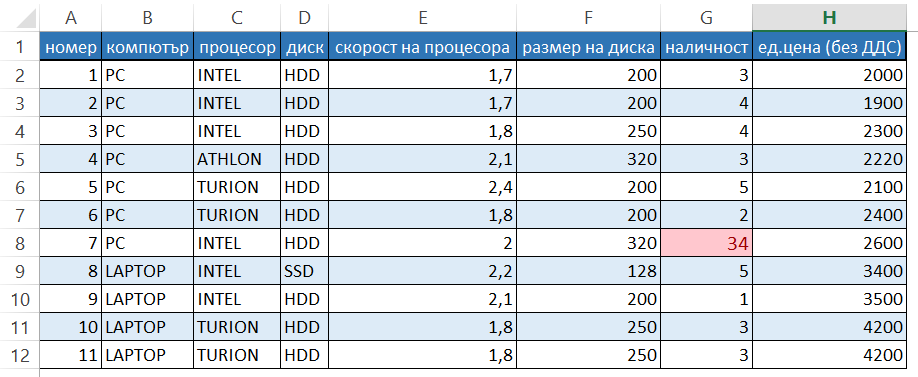 A B C D E F G H
1 номер компютър процесор диск скорост на процесора размер на диска наличност ед.цена (без ДДС)
2 1 PC INTEL HDD 1,7 200 3 2000
3 2 PC INTEL HDD 1,7 200 4 1900
4 3 PC INTEL HDD 1,8 250 4 2300
5 4 PC ATHLON HDD 2,1 320 3 2220
6 5 PC TURION HDD 2,4 200 5 2100
7 6 PC TURION HDD 1,8 200 2 2400
8 7 PC INTEL HDD 2 320 34 2600
9 8 LAPTOP INTEL SSD 2,2 128 5 3400
10 9 LAPTOP INTEL HDD 2,1 200 1 3500
11 10 LAPTOP TURION HDD 1,8 250 3 4200
12 11 LAPTOP TURION HDD 1,8 250 3 4200